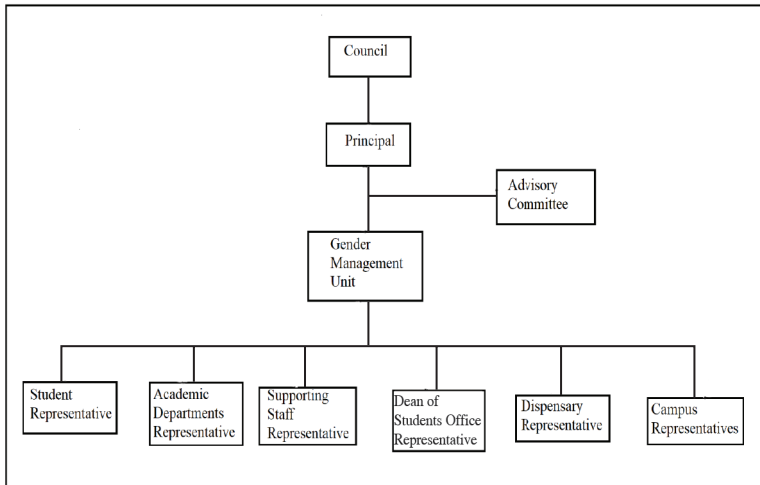 Council
Principal
Advisory
Committee
Gender
Management
Unit
Student
Representative
Academic
Departments
Representative
Supporting
Staff
Representative
Dean of
Students Office
Representative
Dispensary
Representative
Campus
Representatives